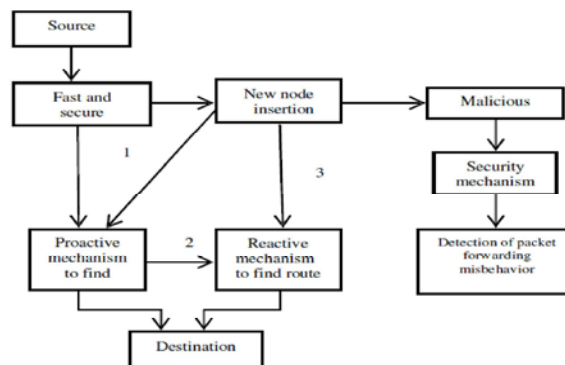 Source
Fast and
secure
New node
insertion
Malicious
1
3
Security
mechanism
Proactive
mechanism
to find
2
Reactive
mechanism
to find route
Detection of packet
forwarding
misbehavior
Destination